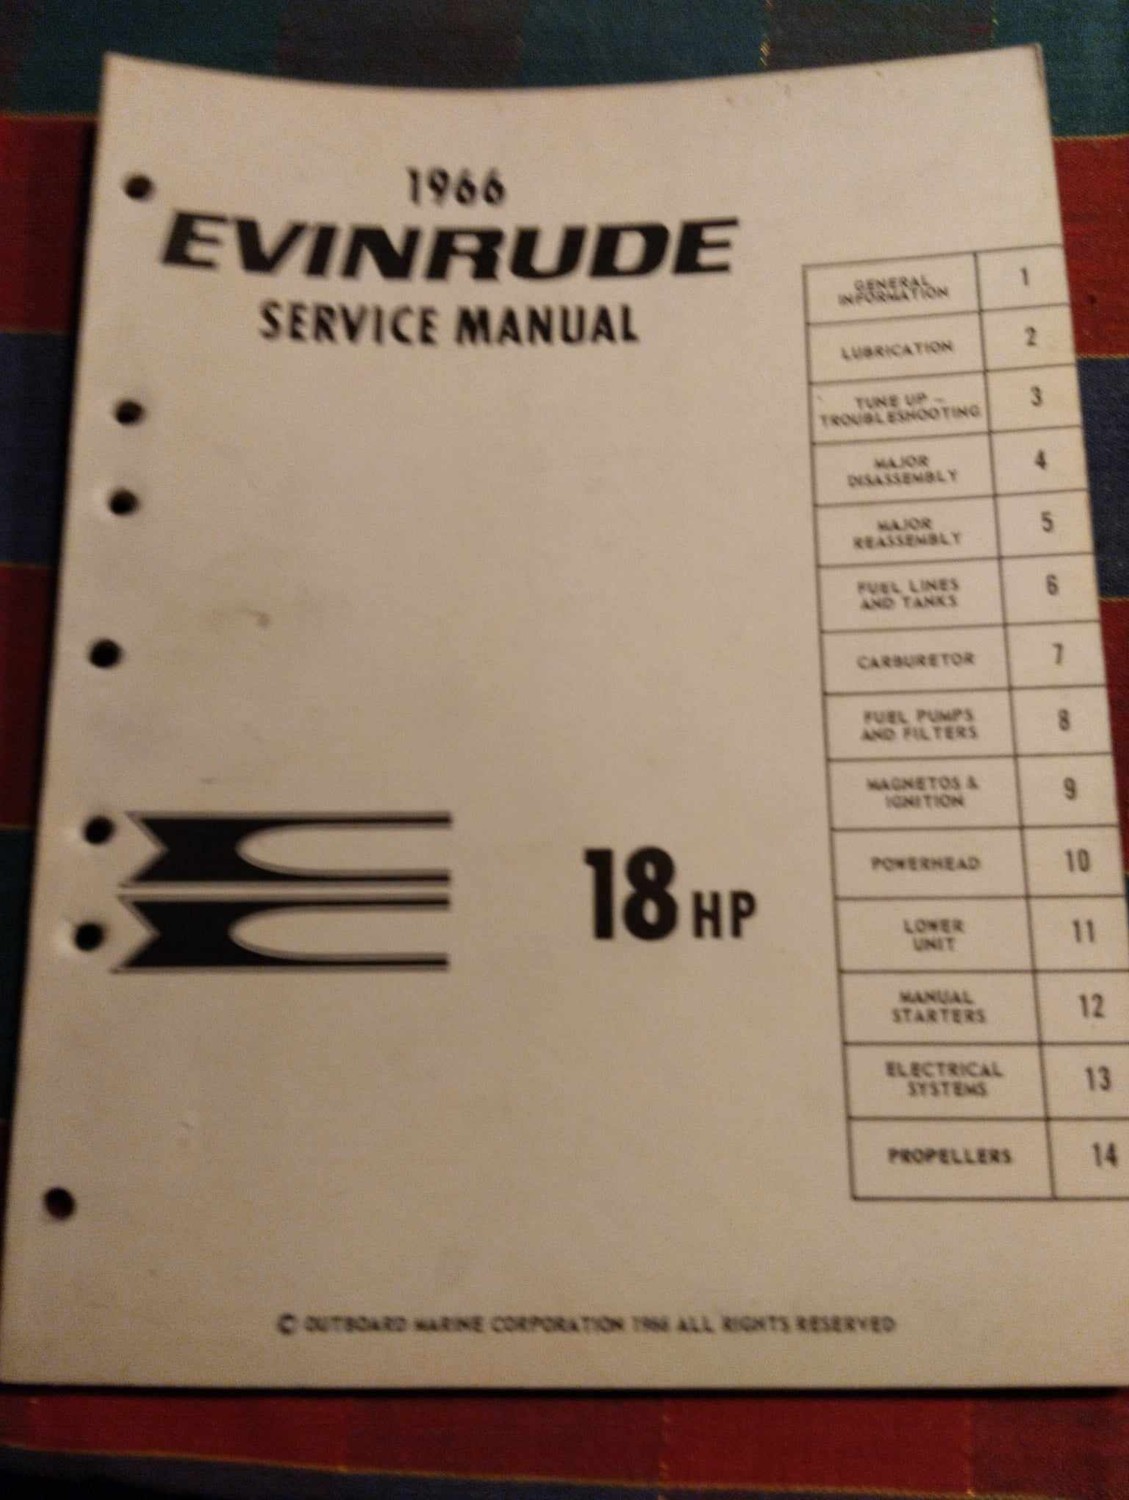 1966
EVINRUDE
SERVICE MANUAL
GENERAL
INFORMATION
1
LUBRICATION
2
TUNE UP –
TROUBLESHOOTING
3
MAJOR
DISASSEMBLY
4
MAJOR
REASSEMBLY
5
FUEL LINES
AND TANKS
6
CARBURETOR
7
FUEL PUMPS
AND FILTERS
8
MAGNETOS &
IGNITION
9
POWERHEAD
10
LOWER
UNIT
11
MANUAL
STARTERS
12
ELECTRICAL
SYSTEMS
13
PROPELLERS
14
18 HP
© OUTBOARD MARINE CORPORATION 1966 ALL RIGHTS RESERVED